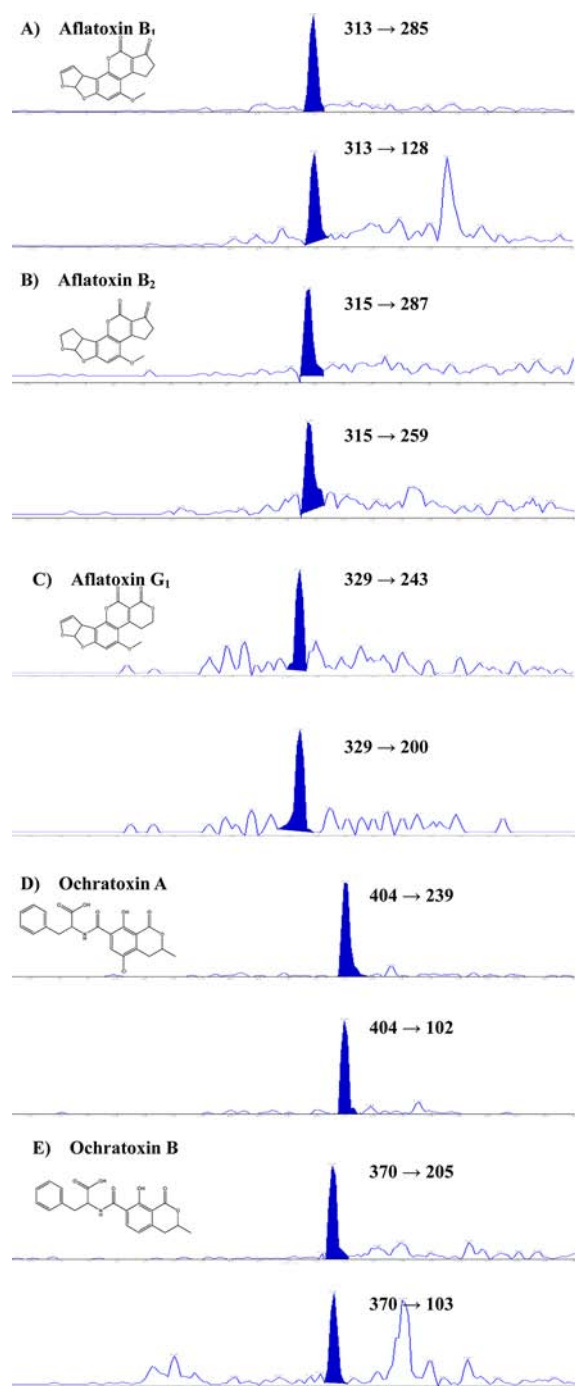 A) Aflatoxin B₁
313 → 285
313 → 128
B) Aflatoxin B₂
315 → 287
315 → 259
C) Aflatoxin G₁
329 → 243
329 → 200
D) Ochratoxin A
404 → 239
404 → 102
E) Ochratoxin B
370 → 205
370 → 103